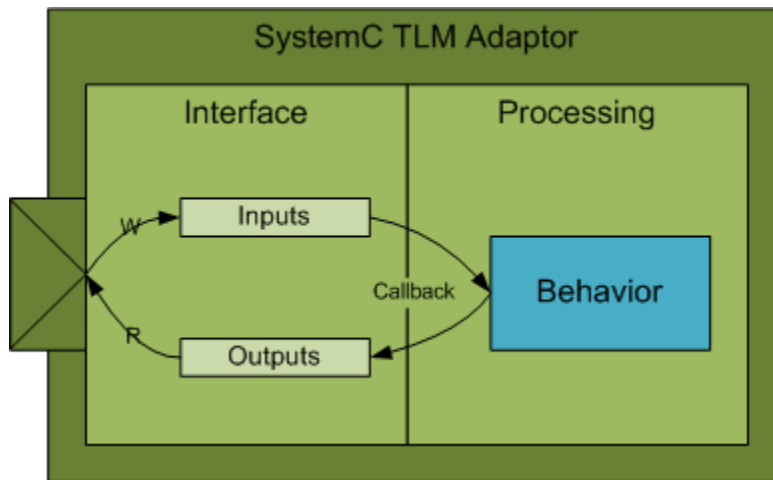 SystemC TLM Adaptor
Interface
Processing
W
Inputs
Callback
Behavior
R
Outputs